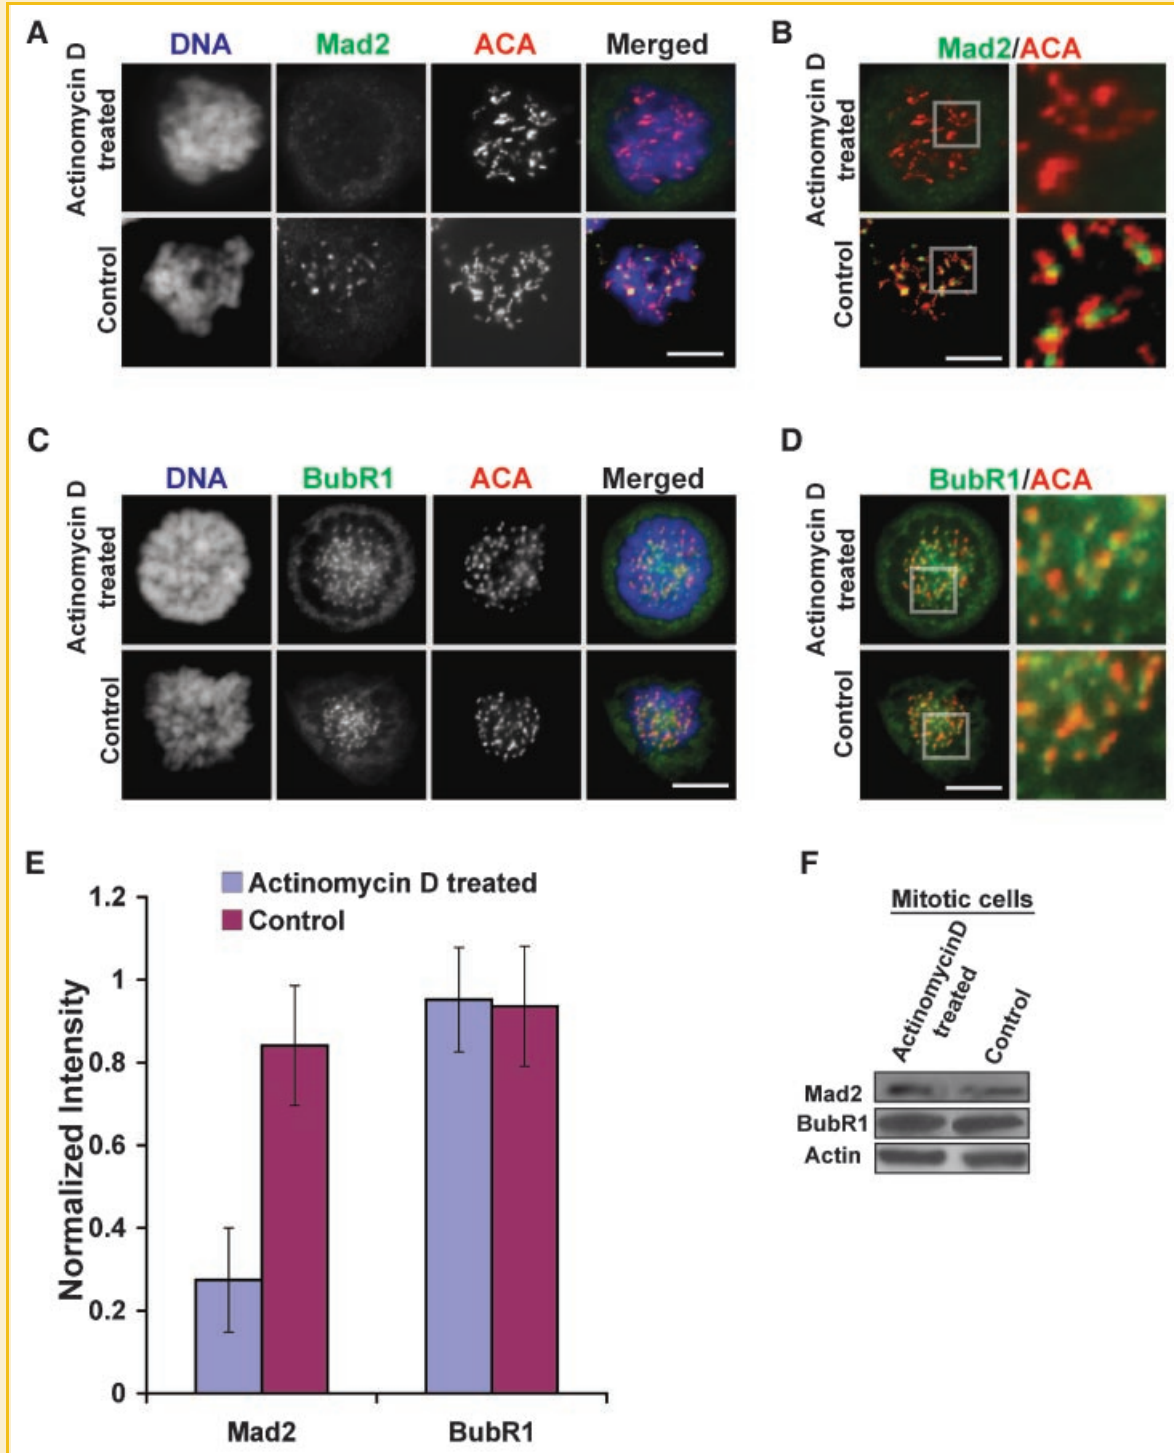 A
DNA Mad2 ACA Merged
Actinomycin D
treated
Control
B
Mad2/ACA
Actinomycin D
treated
Control
C
DNA BubR1 ACA Merged
Actinomycin D
treated
Control
D
BubR1/ACA
Actinomycin D
treated
Control
E
Actinomycin D treated
Control
Normalized Intensity
1.2
1
0.8
0.6
0.4
0.2
0
Mad2 BubR1
F
Mitotic cells
ActinomycinD
treated
Control
Mad2
BubR1
Actin